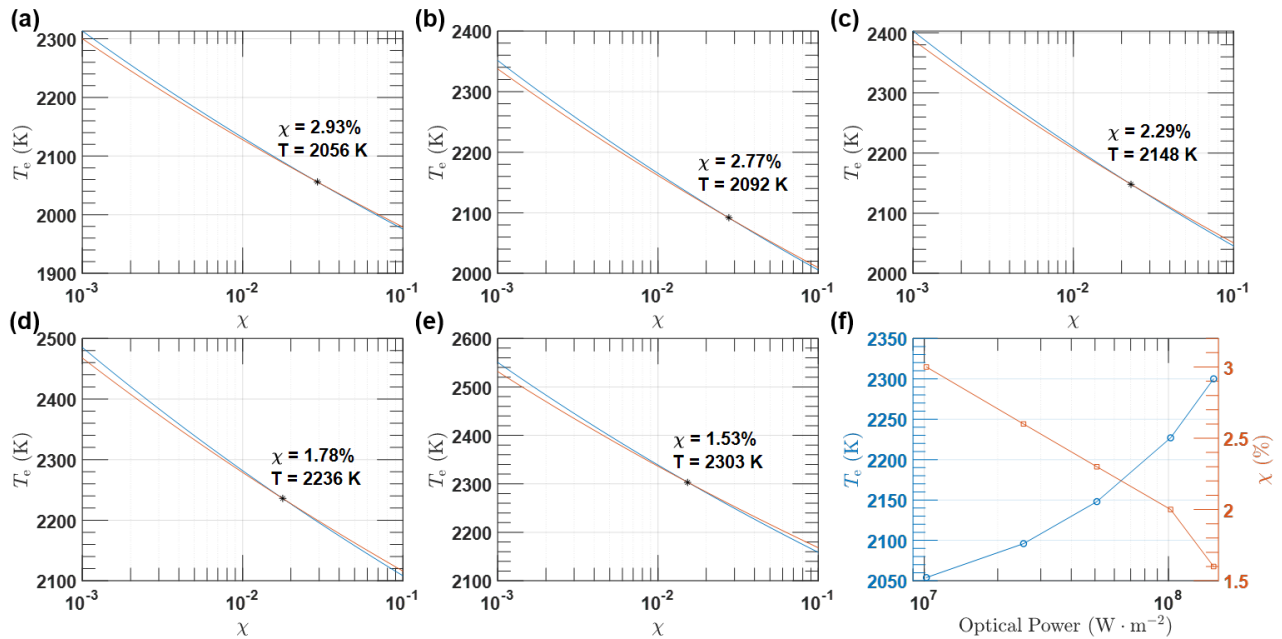 (a)
2300
2200
2100
2000
1900
T_e (K)
χ = 2.93%
T = 2056 K
10^-3
10^-2
10^-1
χ
(b)
2400
2300
2200
2100
2000
T_e (K)
χ = 2.77%
T = 2092 K
10^-3
10^-2
10^-1
χ
(c)
2400
2300
2200
2100
2000
T_e (K)
χ = 2.29%
T = 2148 K
10^-3
10^-2
10^-1
χ
(d)
2500
2400
2300
2200
2100
T_e (K)
χ = 1.78%
T = 2236 K
10^-3
10^-2
10^-1
χ
(e)
2600
2500
2400
2300
2200
2100
T_e (K)
χ = 1.53%
T = 2303 K
10^-3
10^-2
10^-1
χ
(f)
2350
2300
2250
2200
2150
2100
2050
T_e (K)
3
2.5
2
1.5
χ (%)
10^7
10^8
Optical Power (W · m^-2)